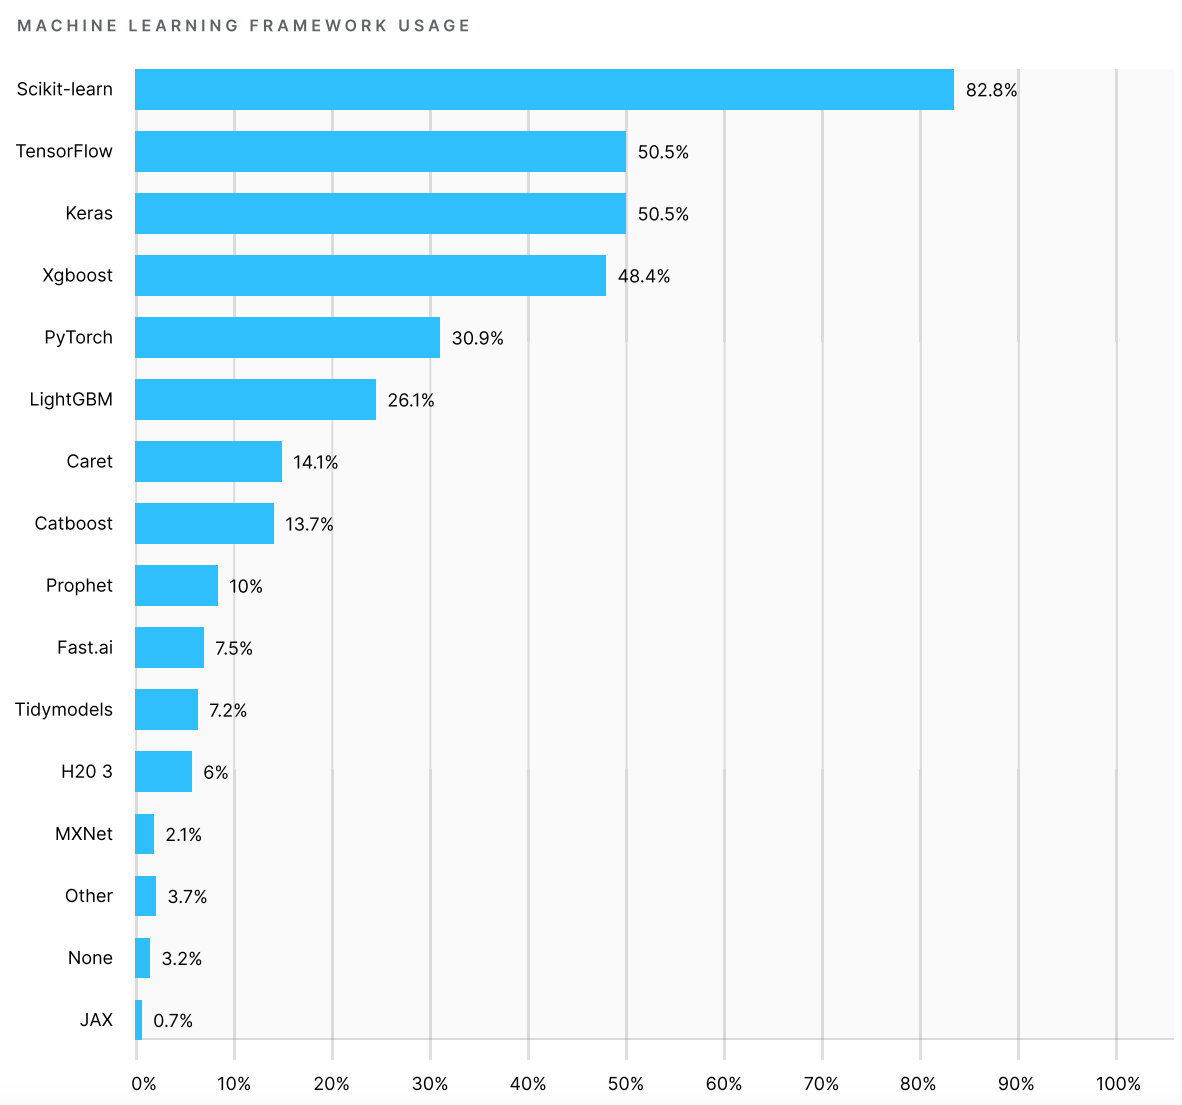 MACHINE LEARNING FRAMEWORK USAGE
Scikit-learn 82.8%
TensorFlow 50.5%
Keras 50.5%
Xgboost 48.4%
PyTorch 30.9%
LightGBM 26.1%
Caret 14.1%
Catboost 13.7%
Prophet 10%
Fast.ai 7.5%
Tidymodels 7.2%
H20 3 6%
MXNet 2.1%
Other 3.7%
None 3.2%
JAX 0.7%
0% 10% 20% 30% 40% 50% 60% 70% 80% 90% 100%